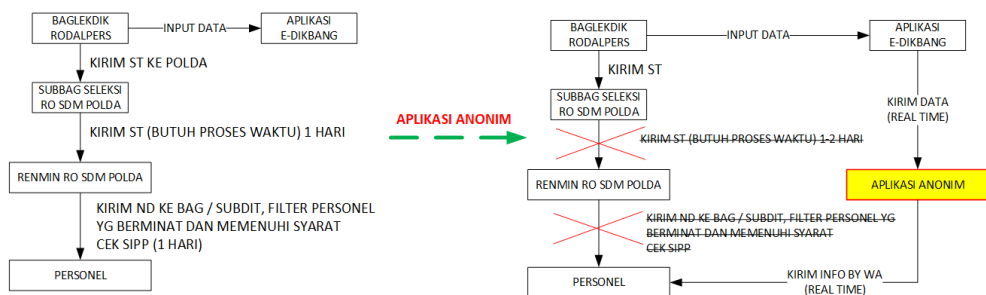 BAGLEKDIK
RODALPERS
INPUT DATA
APLIKASI
E-DIKBANG
KIRIM ST KE POLDA
SUBBAG SELEKSI
RO SDM POLDA
KIRIM ST (BUTUH PROSES WAKTU) 1 HARI
RENMIN RO SDM POLDA
KIRIM ND KE BAG / SUBDIT, FILTER PERSONEL
YG BERMINAT DAN MEMENUHI SYARAT
CEK SIPP (1 HARI)
PERSONEL
APLIKASI ANONIM
BAGLEKDIK
RODALPERS
INPUT DATA
APLIKASI
E-DIKBANG
KIRIM ST
SUBBAG SELEKSI
RO SDM POLDA
KIRIM DATA
(REAL TIME)
KIRIM ST (BUTUH PROSES WAKTU) 1-2 HARI
RENMIN RO SDM POLDA
APLIKASI ANONIM
KIRIM ND KE BAG / SUBDIT, FILTER PERSONEL YG
BERMINAT DAN MEMENUHI SYARAT
CEK SIPP
PERSONEL
KIRIM INFO BY WA
(REAL TIME)